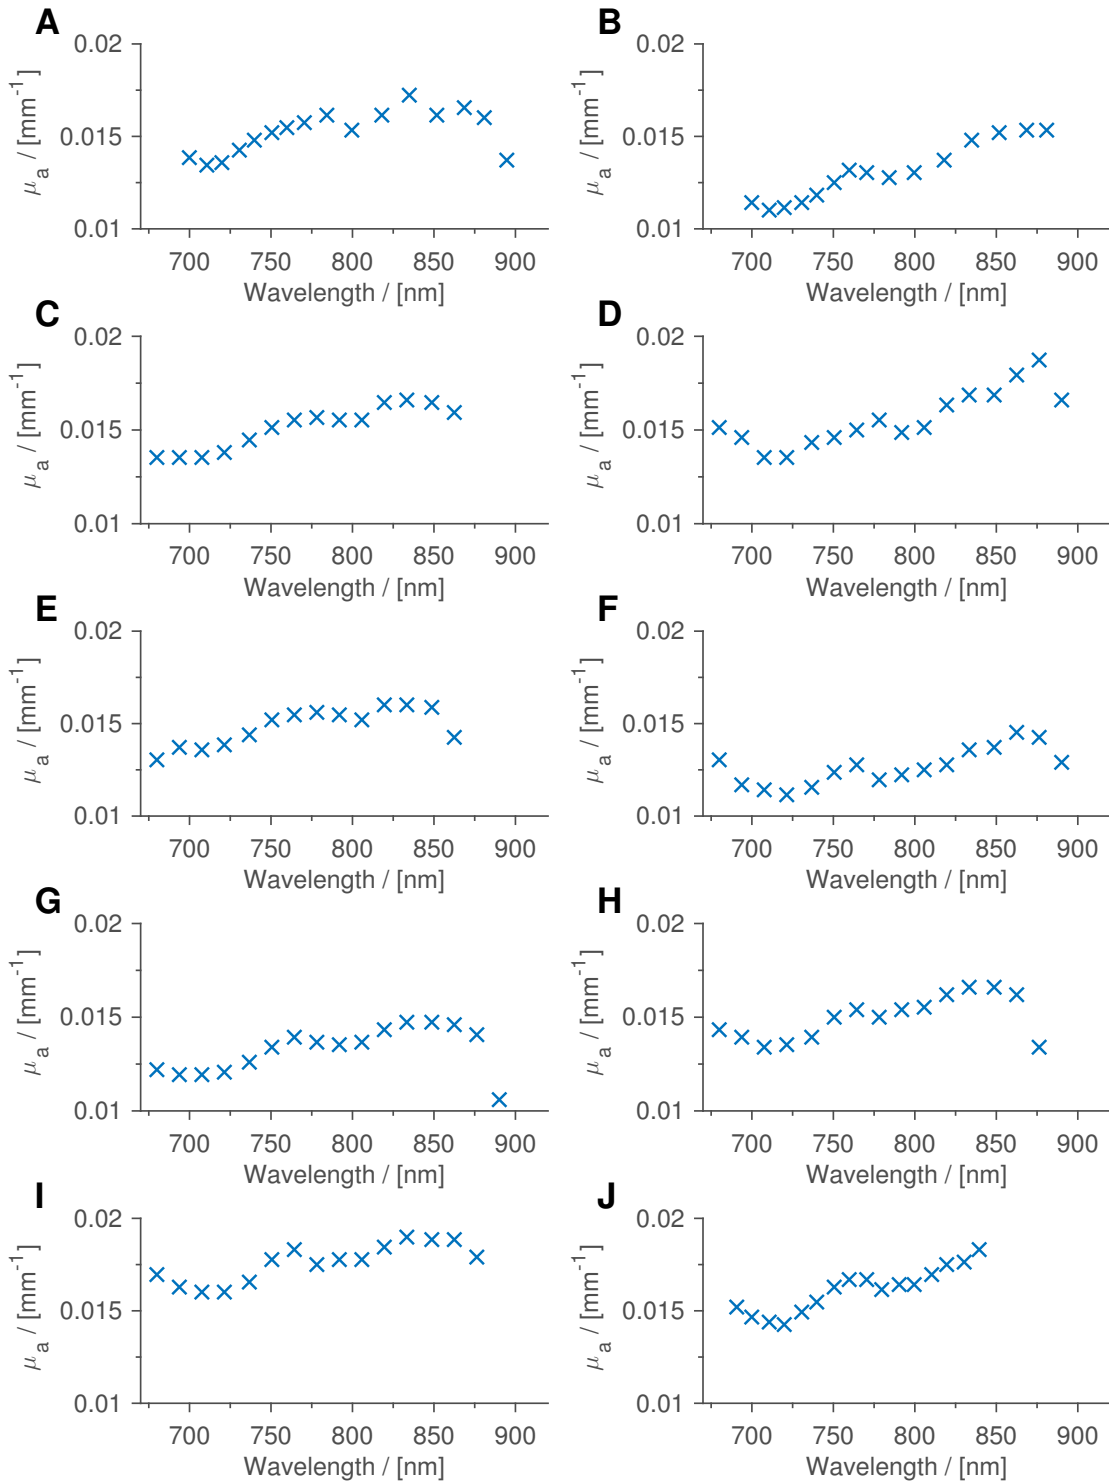 A B
0.02 0.02
0.015 0.015
0.01 0.01
μa / [mm-1] μa / [mm-1]
700 750 800 850 900 700 750 800 850 900
Wavelength / [nm] Wavelength / [nm]
C D
0.02 0.02
0.015 0.015
0.01 0.01
μa / [mm-1] μa / [mm-1]
700 750 800 850 900 700 750 800 850 900
Wavelength / [nm] Wavelength / [nm]
E F
0.02 0.02
0.015 0.015
0.01 0.01
μa / [mm-1] μa / [mm-1]
700 750 800 850 900 700 750 800 850 900
Wavelength / [nm] Wavelength / [nm]
G H
0.02 0.02
0.015 0.015
0.01 0.01
μa / [mm-1] μa / [mm-1]
700 750 800 850 900 700 750 800 850 900
Wavelength / [nm] Wavelength / [nm]
I J
0.02 0.02
0.015 0.015
0.01 0.01
μa / [mm-1] μa / [mm-1]
700 750 800 850 900 700 750 800 850 900
Wavelength / [nm] Wavelength / [nm]